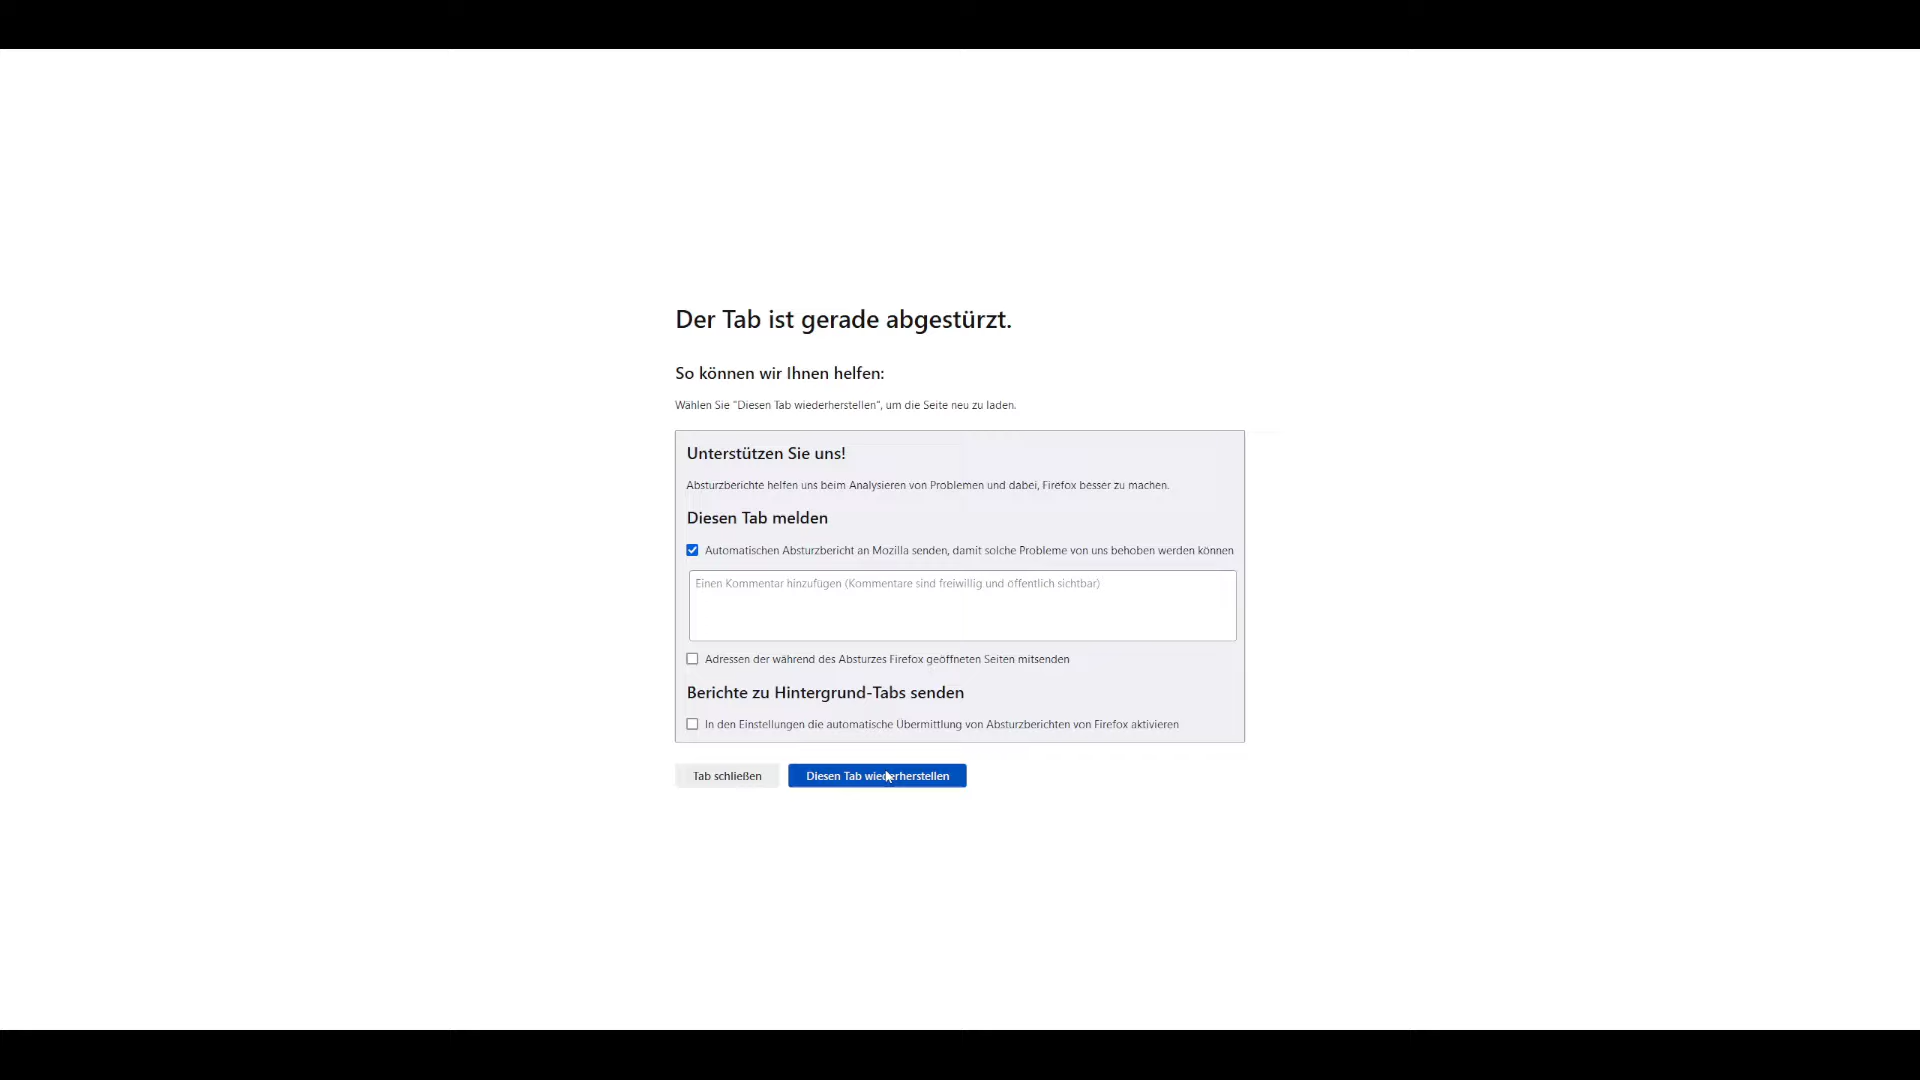 Der Tab ist gerade abgestürzt.
So können wir Ihnen helfen:
Wählen Sie "Diesen Tab wiederherstellen", um die Seite neu zu laden.
Unterstützen Sie uns!
Absturzberichte helfen uns beim Analysieren von Problemen und dabei, Firefox besser zu machen.
Diesen Tab melden
Automatischen Absturzbericht an Mozilla senden, damit solche Probleme von uns behoben werden können
Einen Kommentar hinzufügen (Kommentare sind freiwillig und öffentlich sichtbar)
Adressen der während des Absturzes Firefox geöffneten Seiten mitsenden
Berichte zu Hintergrund-Tabs senden
In den Einstellungen die automatische Übermittlung von Absturzberichten von Firefox aktivieren
Tab schließen
Diesen Tab wiederherstellen